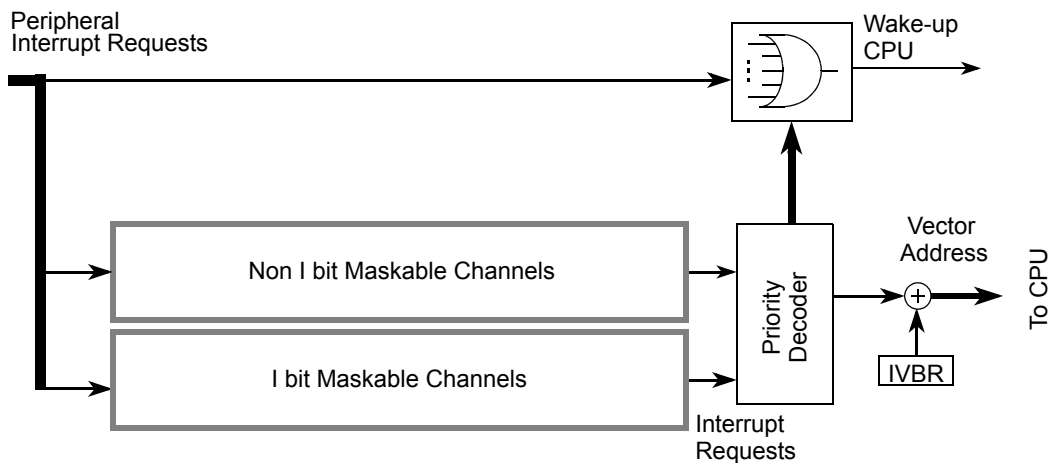 Peripheral
Interrupt Requests
Wake-up
CPU
Non I bit Maskable Channels
I bit Maskable Channels
Priority
Decoder
Interrupt
Requests
Vector
Address
IVBR
To CPU